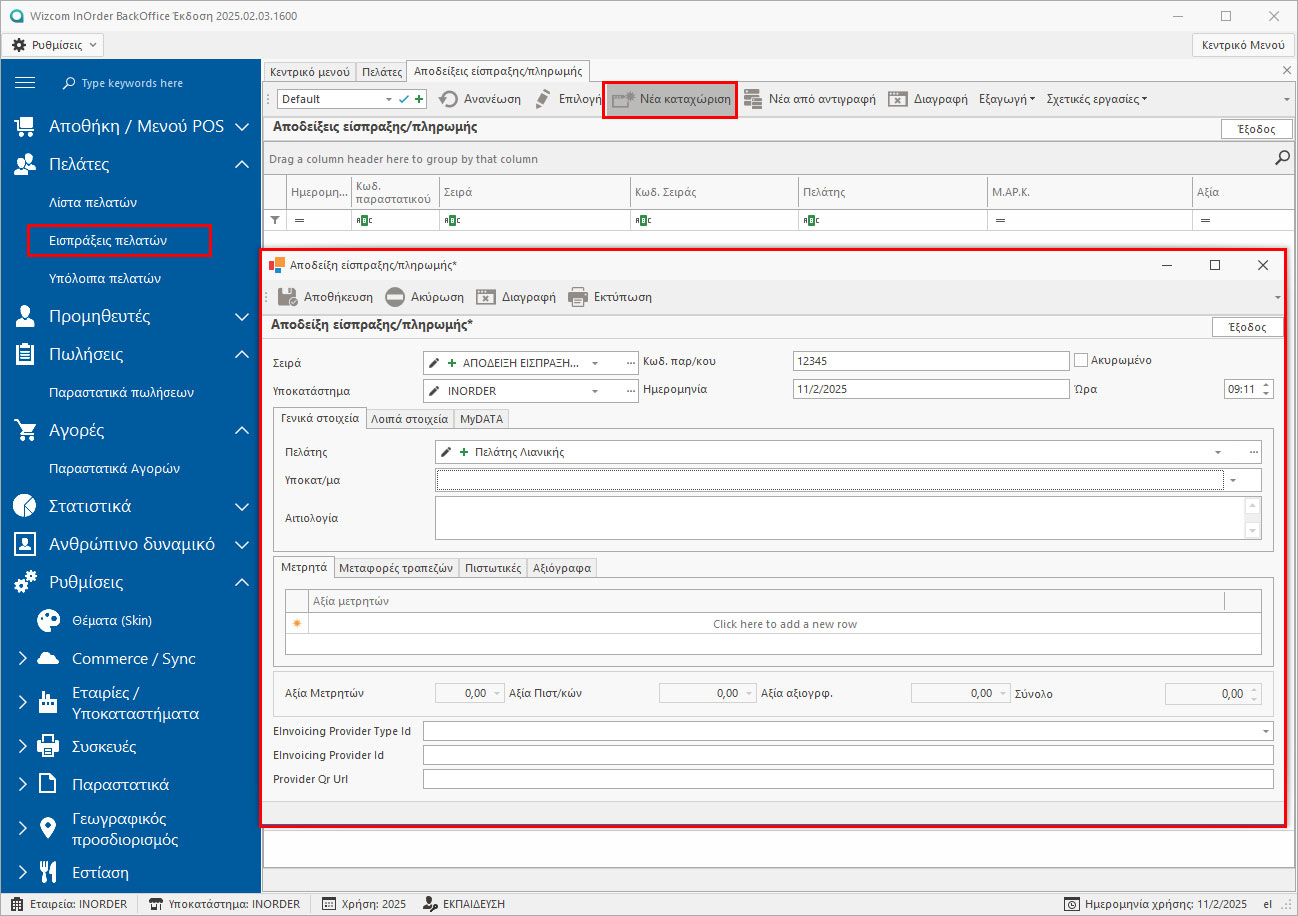 Wizcom InOrder BackOffice Έκδοση 2025.02.03.1600
Ρυθμίσεις
Κεντρικό Μενού
Type keywords here
Αποθήκη / Μενού POS
Πελάτες
Λίστα πελατών
Εισπράξεις πελατών
Υπόλοιπα πελατών
Προμηθευτές
Πωλήσεις
Παραστατικά πωλήσεων
Αγορές
Παραστατικά Αγορών
Στατιστικά
Ανθρώπινο δυναμικό
Ρυθμίσεις
Θέματα (Skin)
Commerce / Sync
Εταιρίες /
Υποκαταστήματα
Συσκευές
Παραστατικά
Γεωγραφικός
προσδιορισμός
Εστίαση
Κεντρικό μενού Πελάτες Αποδείξεις είσπραξης/πληρωμής
Default Ανανέωση Επιλογή Νέα καταχώριση Νέα από αντιγραφή Διαγραφή Εξαγωγή Σχετικές εργασίες
Αποδείξεις είσπραξης/πληρωμής
Έξοδος
Drag a column header here to group by that column
Ημερομη... Κωδ. παραστατικού Σειρά Κωδ. Σειράς Πελάτης Μ.ΑΡ.Κ. Αξία
= ABC ABC ABC ABC = =
Αποδείξη είσπραξης/πληρωμής*
Αποθήκευση Ακύρωση Διαγραφή Εκτύπωση
Αποδείξη είσπραξης/πληρωμής*
Έξοδος
Σειρά ΑΠΟΔΕΙΞΗ ΕΙΣΠΡΑΞΗ... Κωδ. παρ/κου 12345 Ακυρωμένο
Υποκατάστημα INORDER Ημερομηνία 11/2/2025 Ώρα 09:11
Γενικά στοιχεία Λοιπά στοιχεία MyDATA
Πελάτης Πελάτης Λιανικής
Υποκατ/μα
Αιτιολογία
Μετρητά Μεταφορές τραπεζών Πιστωτικές Αξιόγραφα
Αξία μετρητών
Click here to add a new row
Αξία Μετρητών 0,00 Αξία Πιστ/κών 0,00 Αξία αξιογρφ. 0,00 Σύνολο 0,00
EInvoicing Provider Type Id
EInvoicing Provider Id
Provider Qr Url
Εταιρεία: INORDER Υποκατάστημα: INORDER Χρήση: 2025 ΕΚΠΑΙΔΕΥΣΗ Ημερομηνία χρήσης: 11/2/2025 el